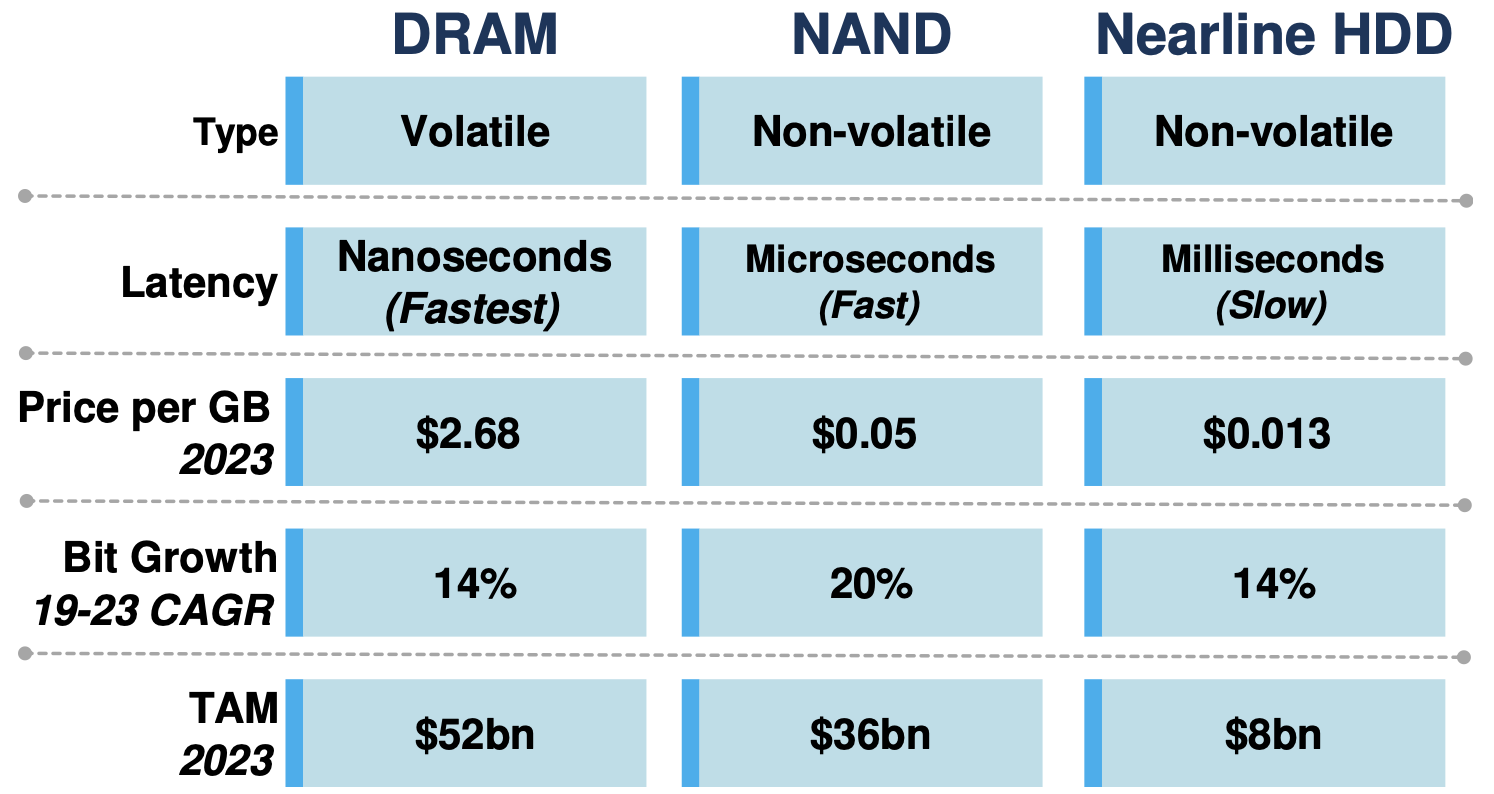 DRAM NAND Nearline HDD
Type Volatile Non-volatile Non-volatile
Latency Nanoseconds (Fastest) Microseconds (Fast) Milliseconds (Slow)
Price per GB 2023 $2.68 $0.05 $0.013
Bit Growth 19-23 CAGR 14% 20% 14%
TAM 2023 $52bn $36bn $8bn